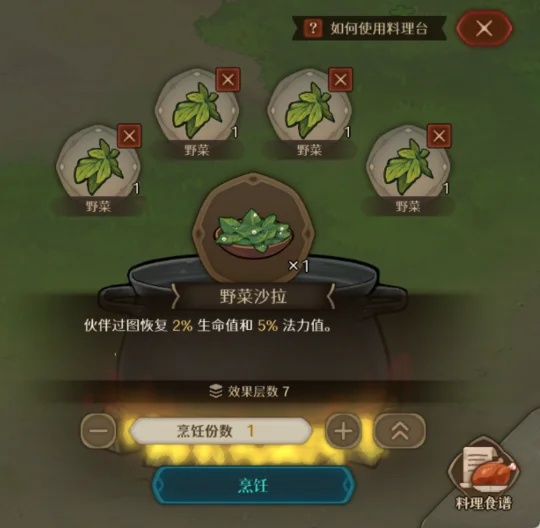 ? 如何使用料理台
1
野菜
1
野菜
1
野菜
1
野菜
×1
野菜沙拉
伙伴过图恢复 2% 生命值和 5% 法力值。
效果层数 7
烹饪份数 1
烹饪
料理食谱